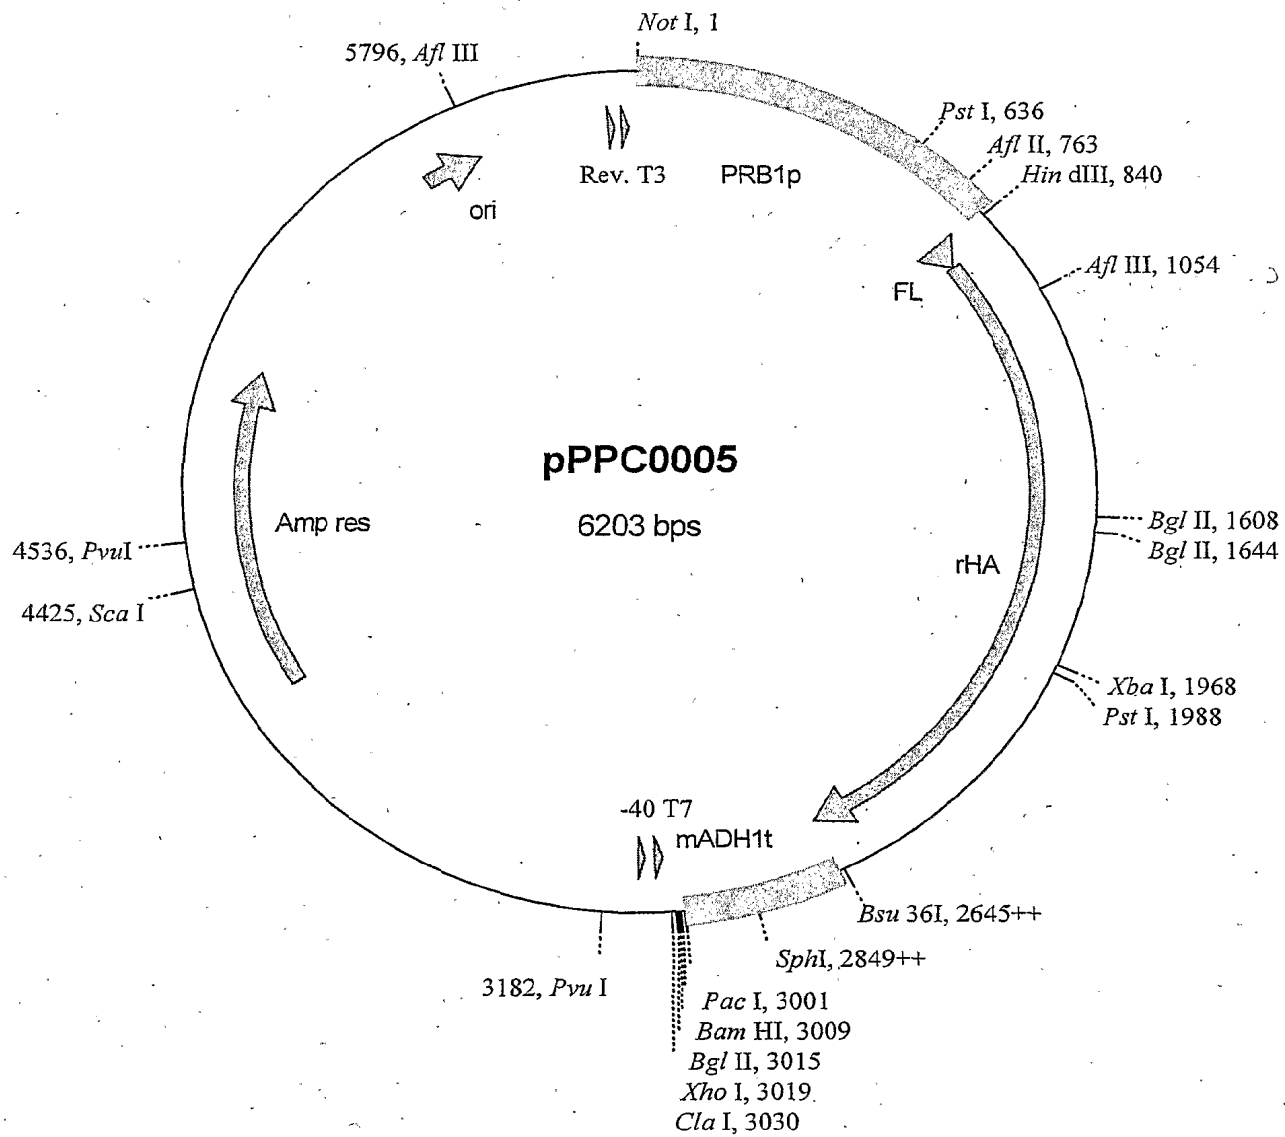 Not I, 1
5796, Afl III
Pst I, 636
Afl II, 763
Hin dIII, 840
Rev. T3
PRB1p
ori
Afl III, 1054
FL
pPPC0005
6203 bps
Amp res
Bgl II, 1608
Bgl II, 1644
4536, PvuI
rHA
4425, Sca I
Xba I, 1968
Pst I, 1988
-40 T7
mADH1t
Bsu 36I, 2645++
SphI, 2849++
3182, Pvu I
Pac I, 3001
Bam HI, 3009
Bgl II, 3015
Xho I, 3019
Cla I, 3030